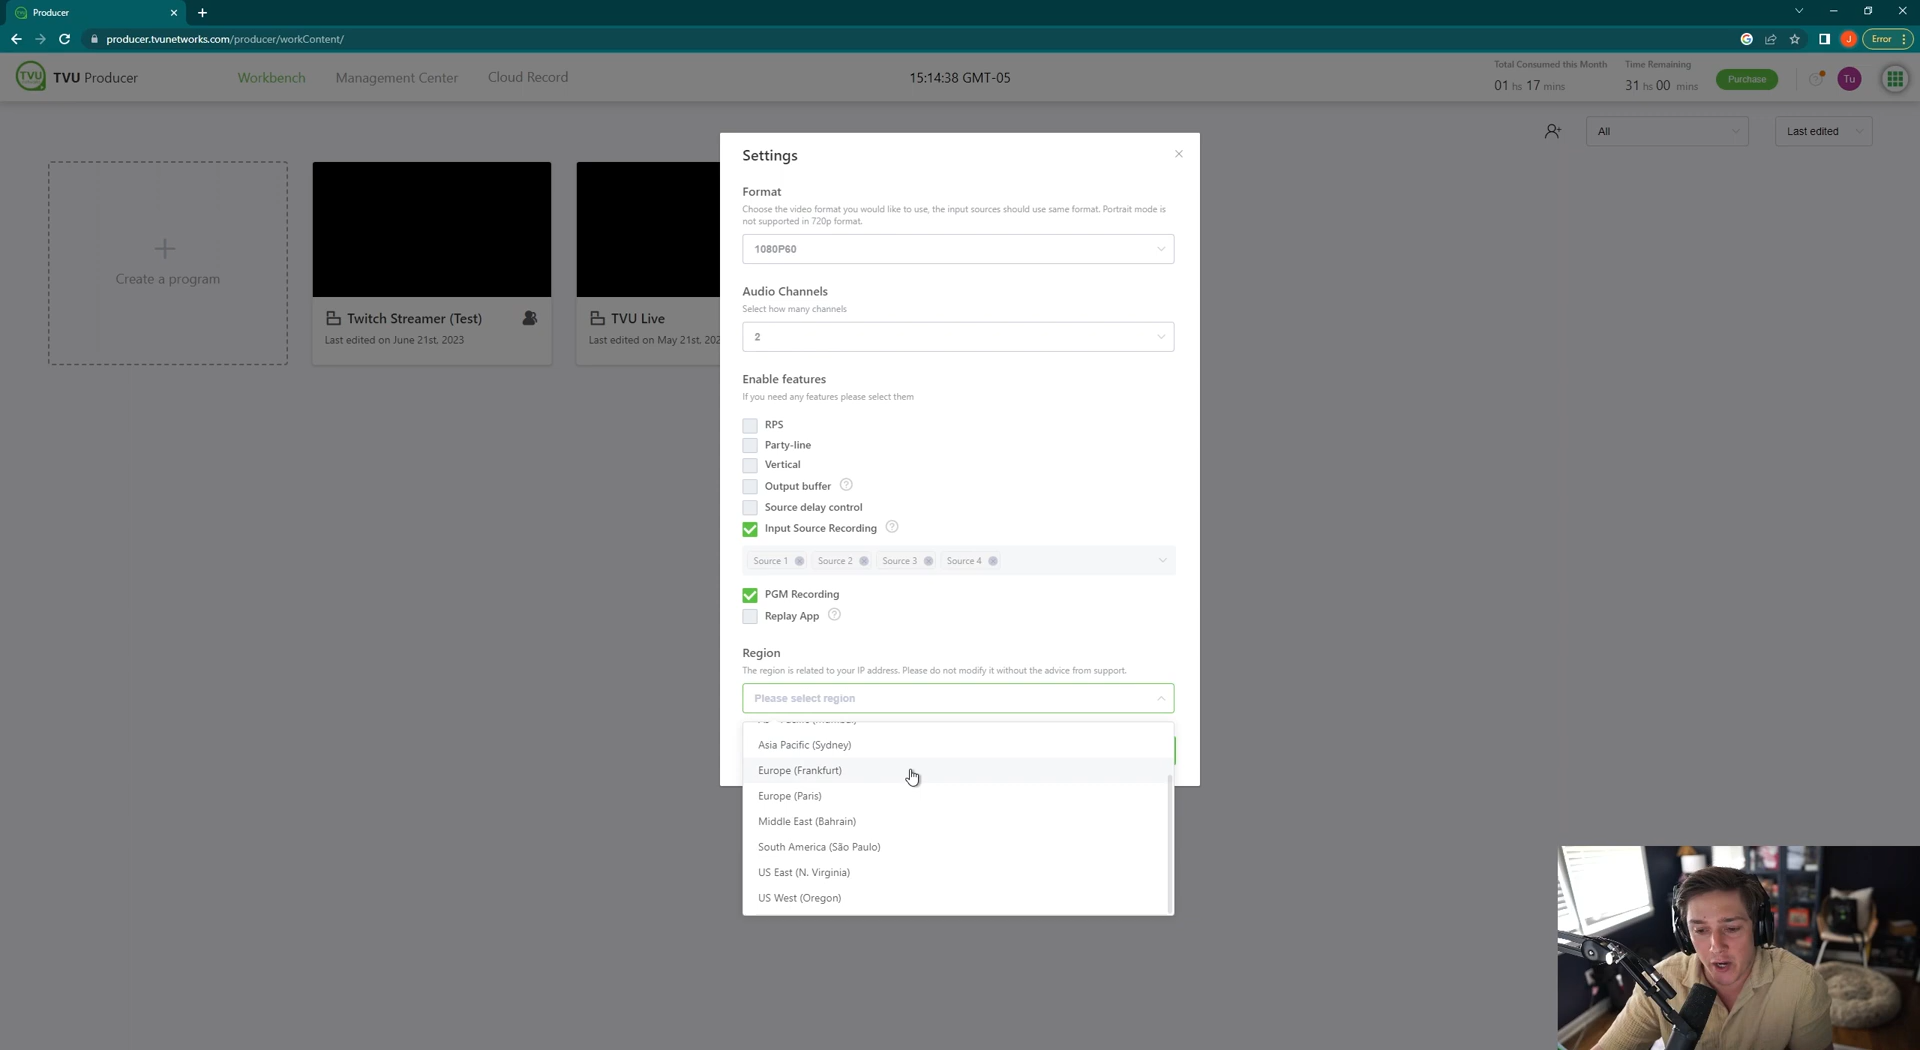 Producer
producer.tvunetworks.com/producer/workContent/
Error
TVU
TVU Producer
Workbench
Management Center
Cloud Record
15:14:38 GMT-05
Total Consumed this Month
01 hs 17 mins
Time Remaining
31 hs 00 mins
Purchase
Tu
All
Last edited
Create a program
Twitch Streamer (Test)
Last edited on June 21st, 2023
TVU Live
Last edited on May 21st, 202
Settings
Format
Choose the video format you would like to use, the input sources should use same format. Portrait mode is
not supported in 720p format.
1080P60
Audio Channels
Select how many channels
2
Enable features
If you need any features please select them
RPS
Party-line
Vertical
Output buffer
Source delay control
Input Source Recording
Source 1 Source 2 Source 3 Source 4
PGM Recording
Replay App
Region
The region is related to your IP address. Please do not modify it without the advice from support.
Please select region
Asia Pacific (Sydney)
Europe (Frankfurt)
Europe (Paris)
Middle East (Bahrain)
South America (São Paulo)
US East (N. Virginia)
US West (Oregon)